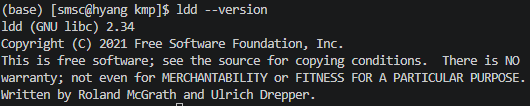 (base) [smsc@hyang kmp]$ ldd --version
ldd (GNU libc) 2.34
Copyright (C) 2021 Free Software Foundation, Inc.
This is free software; see the source for copying conditions.  There is NO
warranty; not even for MERCHANTABILITY or FITNESS FOR A PARTICULAR PURPOSE.
Written by Roland McGrath and Ulrich Drepper.